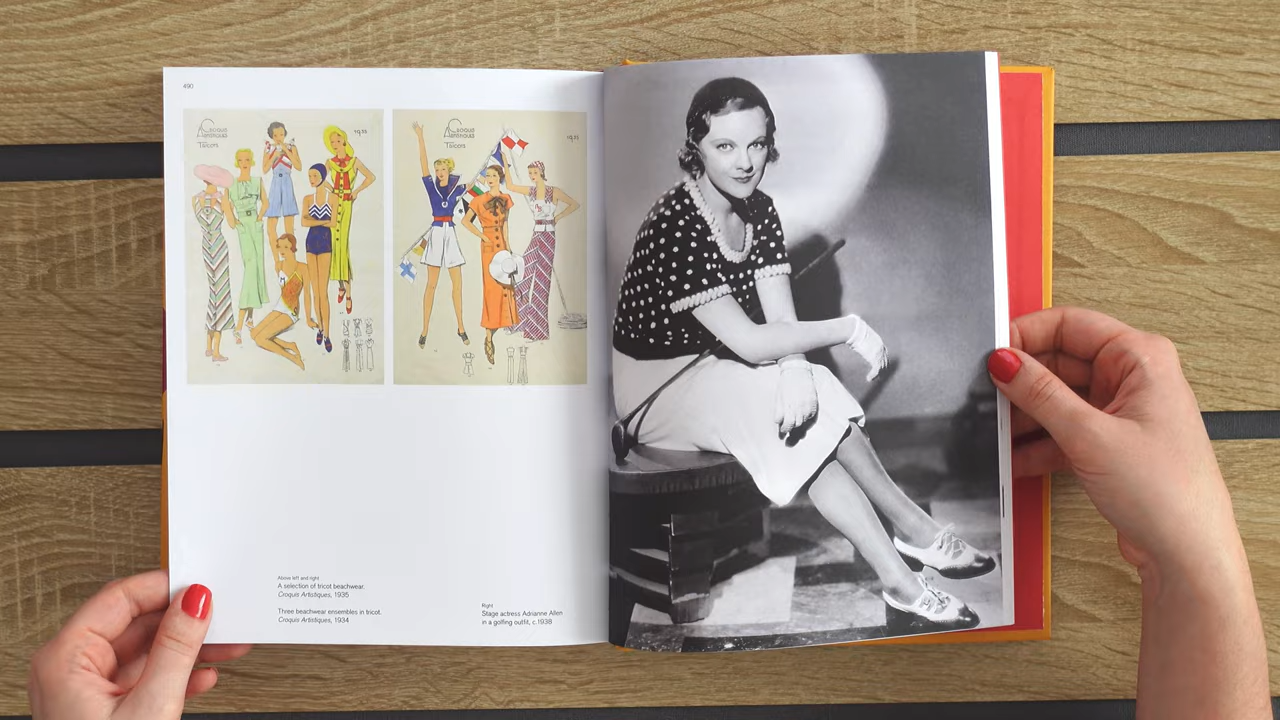 490
Croquis
Artistiques
Tricots
1935
Croquis
Artistiques
Tricots
Above left and right
A selection of tricot beachwear.
Croquis Artistiques, 1935
Three beachwear ensembles in tricot.
Croquis Artistiques, 1934
Right
Stage actress Adrianne Allen
in a golfing outfit, c.1938